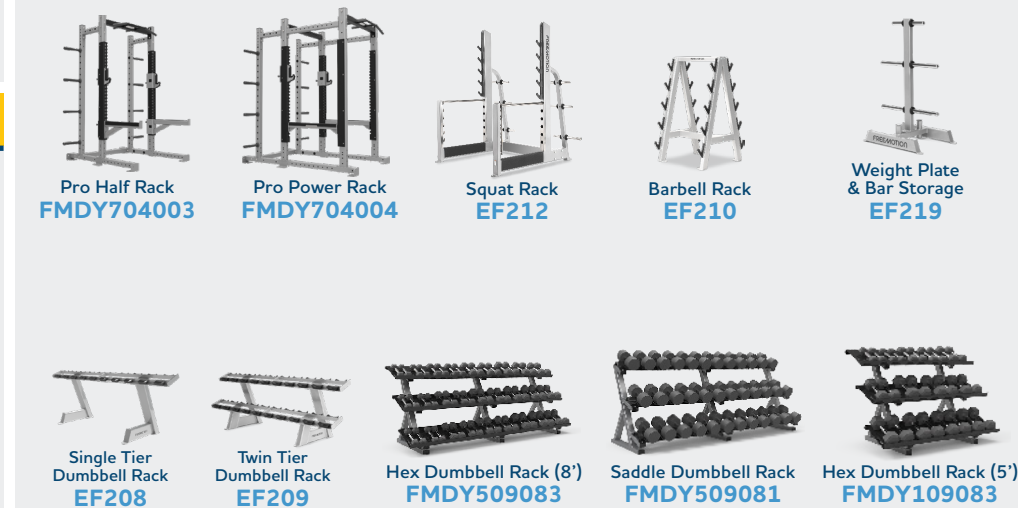 Pro Half Rack
FMDY704003
Pro Power Rack
FMDY704004
Squat Rack
EF212
Barbell Rack
EF210
FREEMOTION
Weight Plate
& Bar Storage
EF219
Single Tier
Dumbbell Rack
EF208
Twin Tier
Dumbbell Rack
EF209
Hex Dumbbell Rack (8’)
FMDY509083
Saddle Dumbbell Rack
FMDY509081
Hex Dumbbell Rack (5’)
FMDY109083